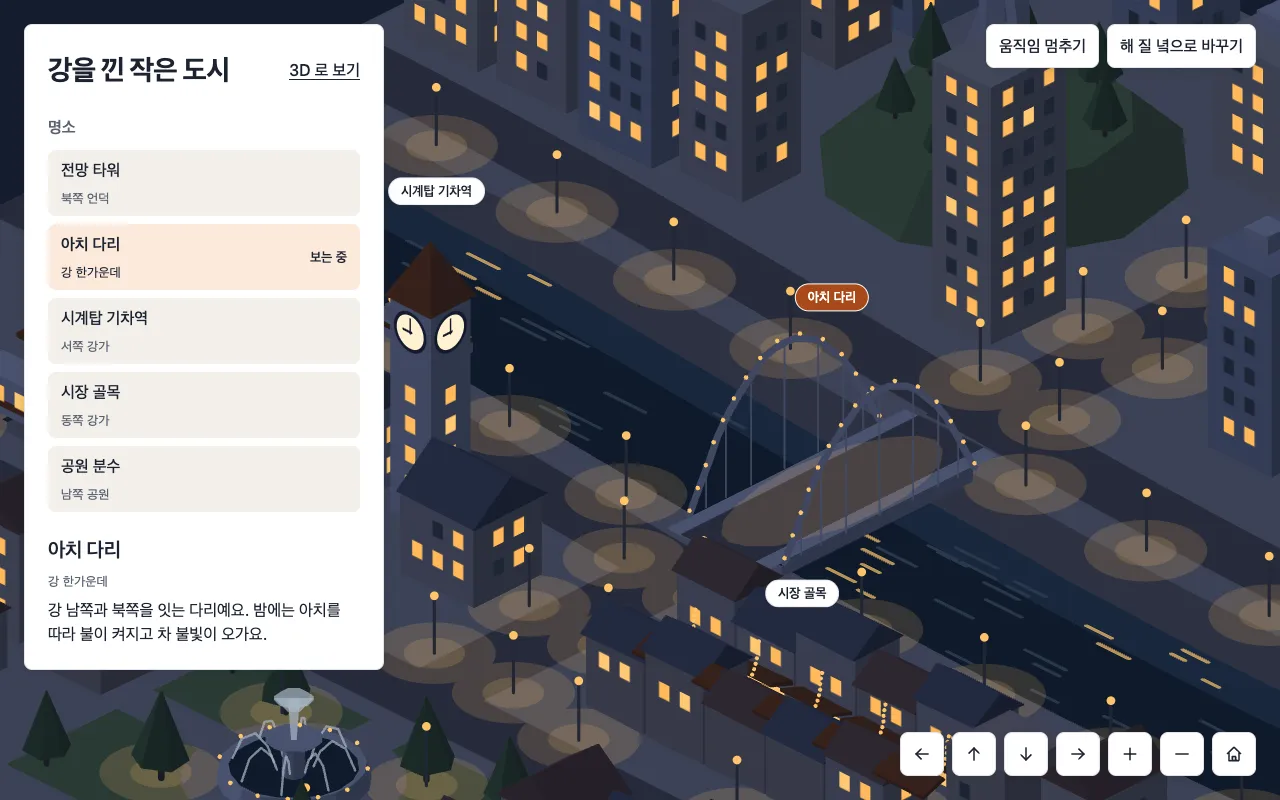 강을 낀 작은 도시
3D 로 보기
명소
전망 타워
북쪽 언덕
아치 다리
강 한가운데
보는 중
시계탑 기차역
서쪽 강가
시장 골목
동쪽 강가
공원 분수
남쪽 공원
아치 다리
강 한가운데
강 남쪽과 북쪽을 잇는 다리예요. 밤에는 아치를
따라 불이 켜지고 차 불빛이 오가요.
움직임 멈추기
해 질 녘으로 바꾸기
시계탑 기차역
아치 다리
시장 골목